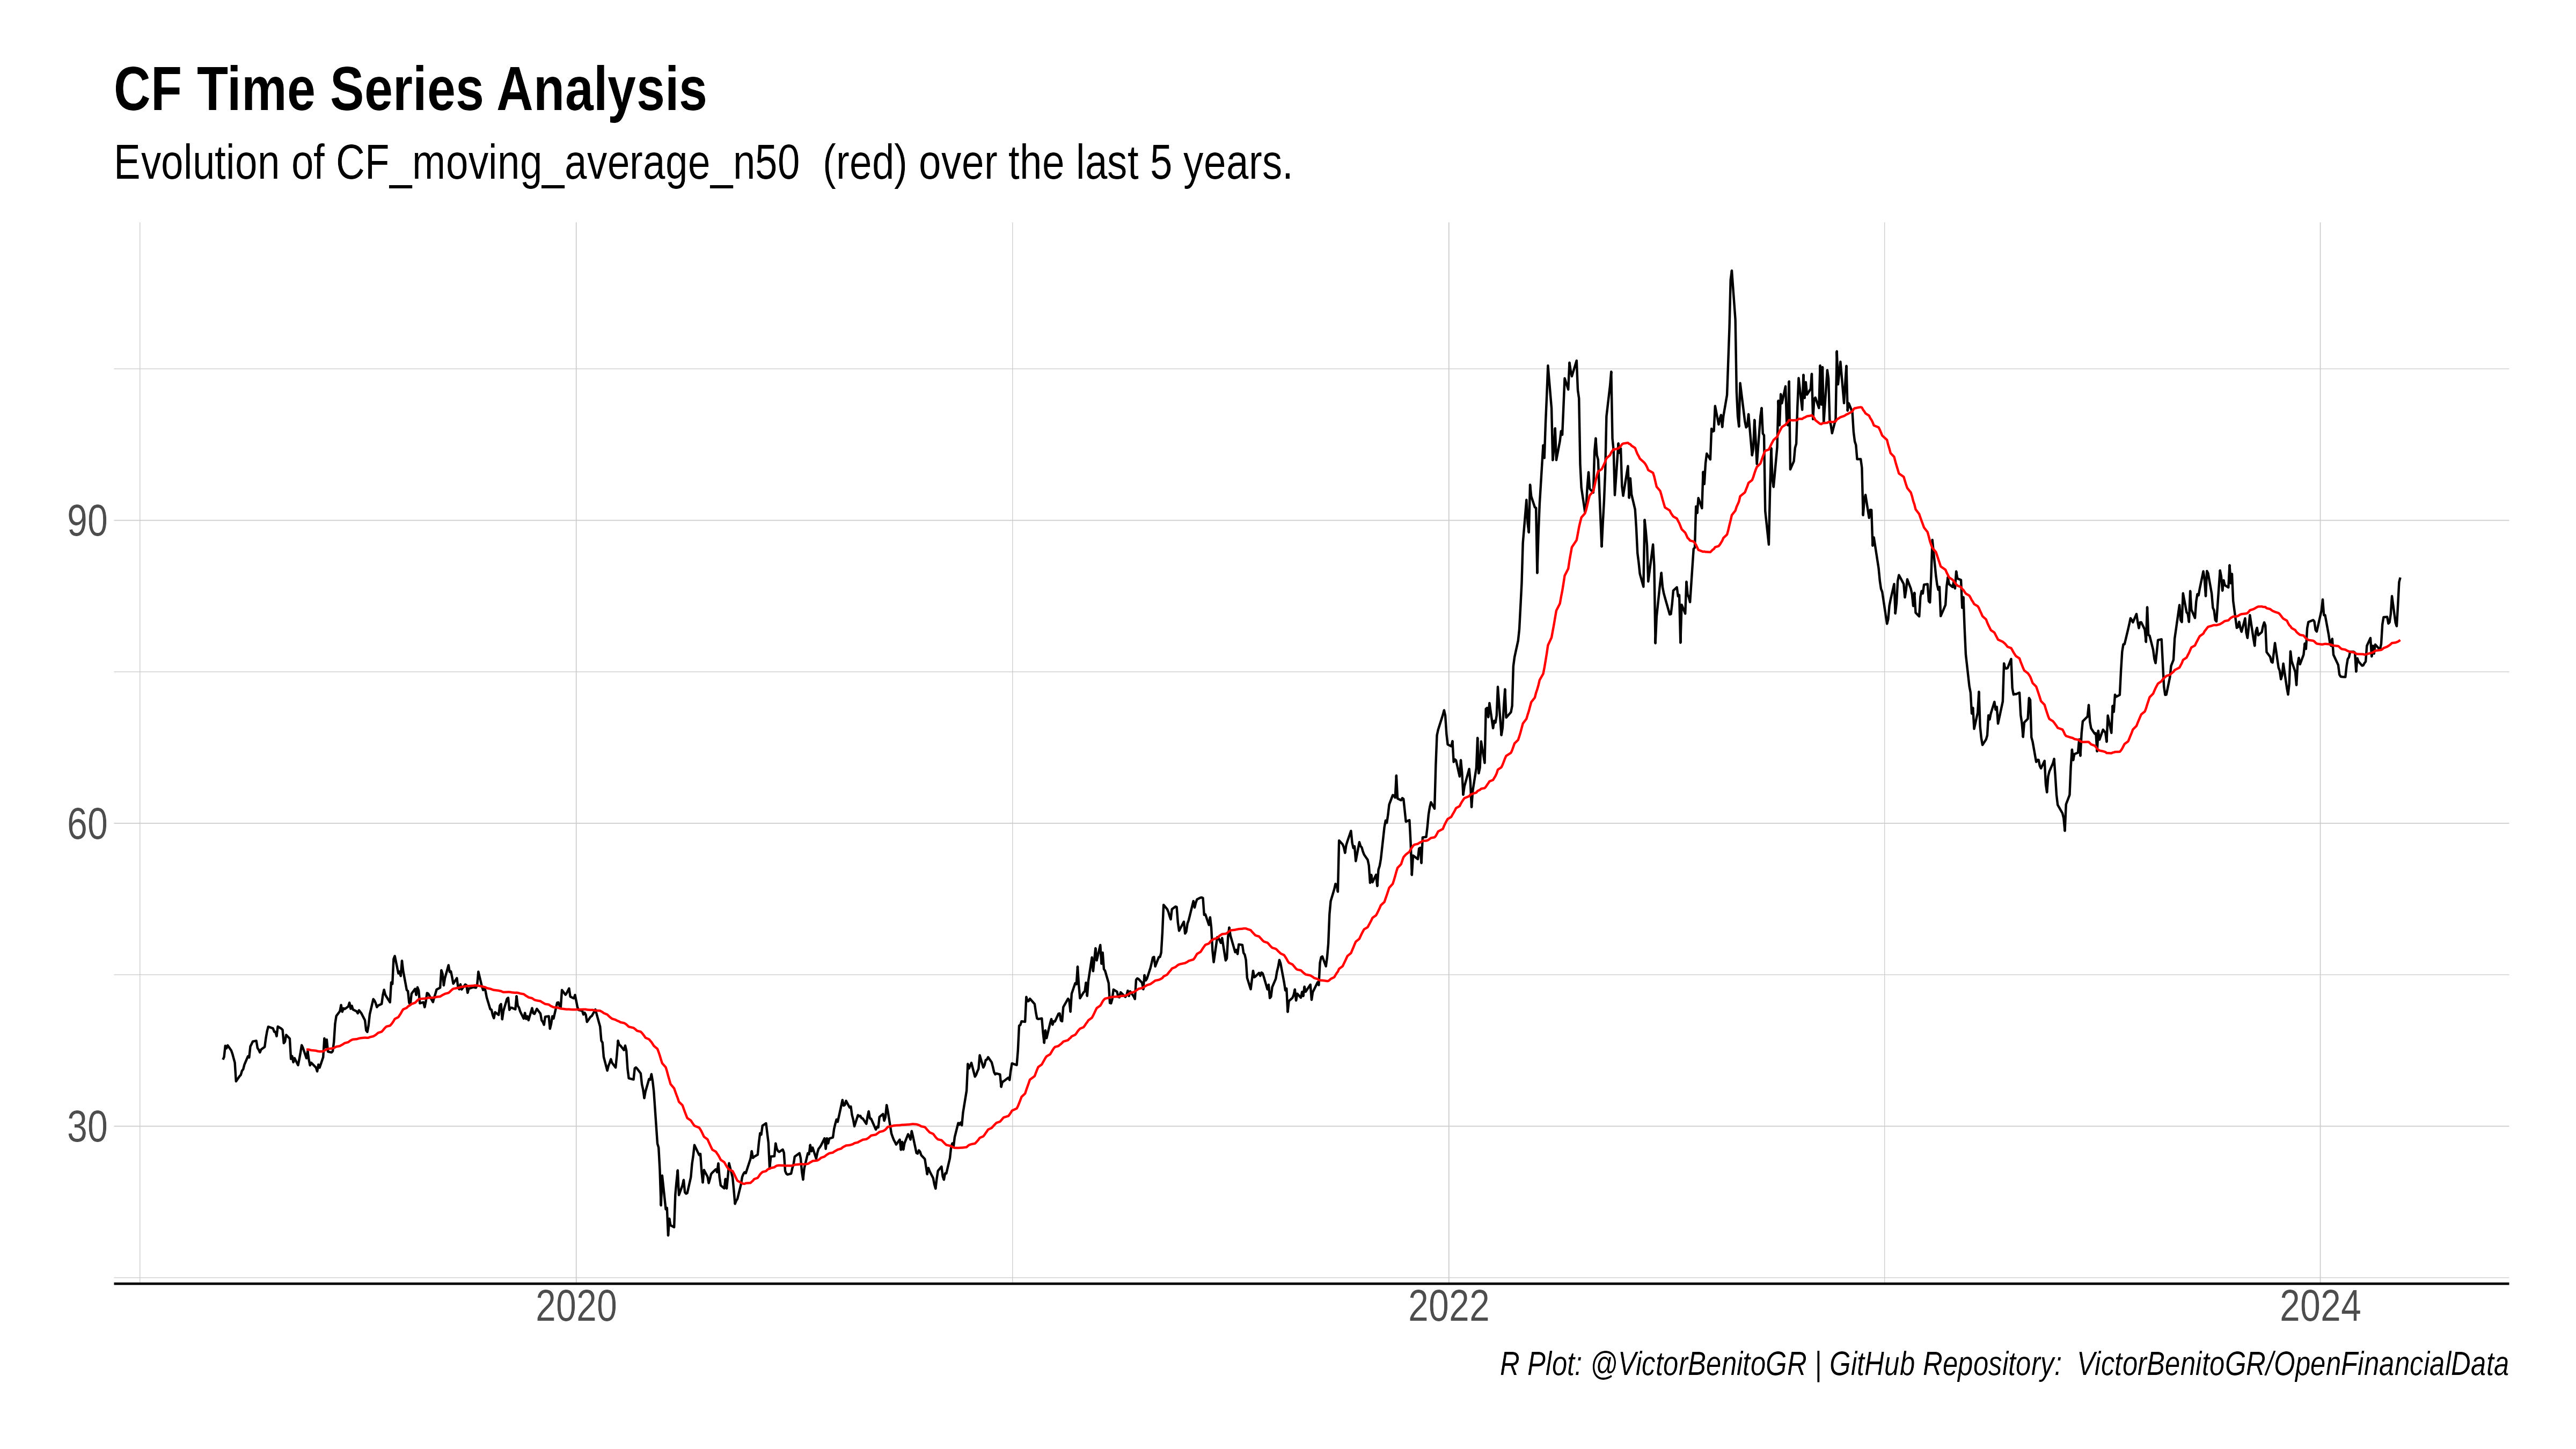 CF Time Series Analysis
Evolution of CF_moving_average_n50  (red) over the last 5 years.
90
60
30
2020 2022 2024
R Plot: @VictorBenitoGR | GitHub Repository:  VictorBenitoGR/OpenFinancialData